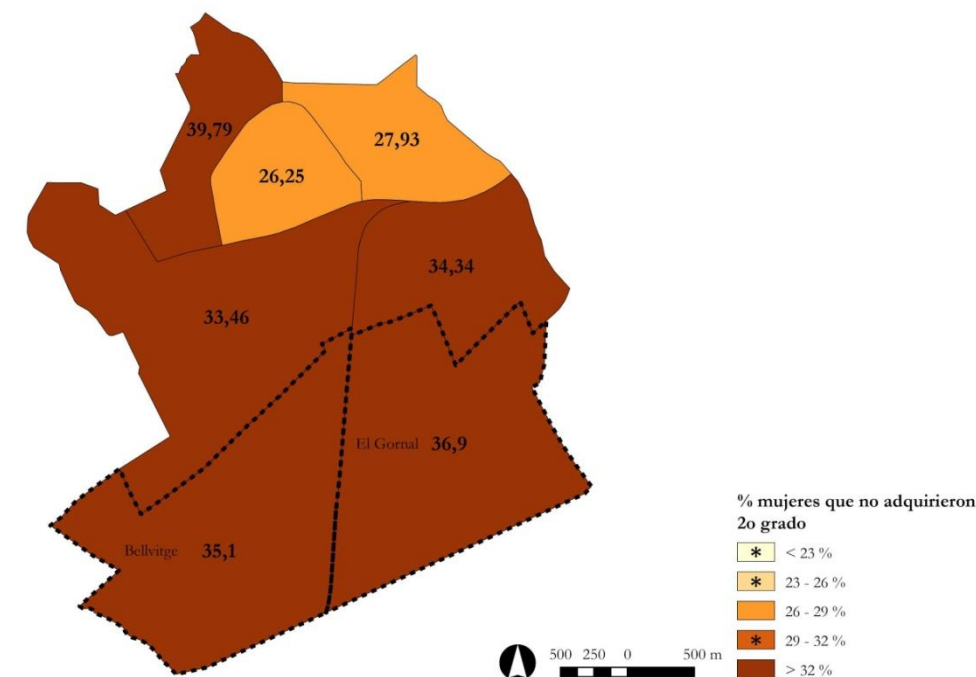 39,79
27,93
26,25
34,34
33,46
El Gornal 36,9
Bellvitge 35,1
% mujeres que no adquirieron
2o grado
* < 23 %
* 23 - 26 %
26 - 29 %
* 29 - 32 %
> 32 %
500 250 0 500 m